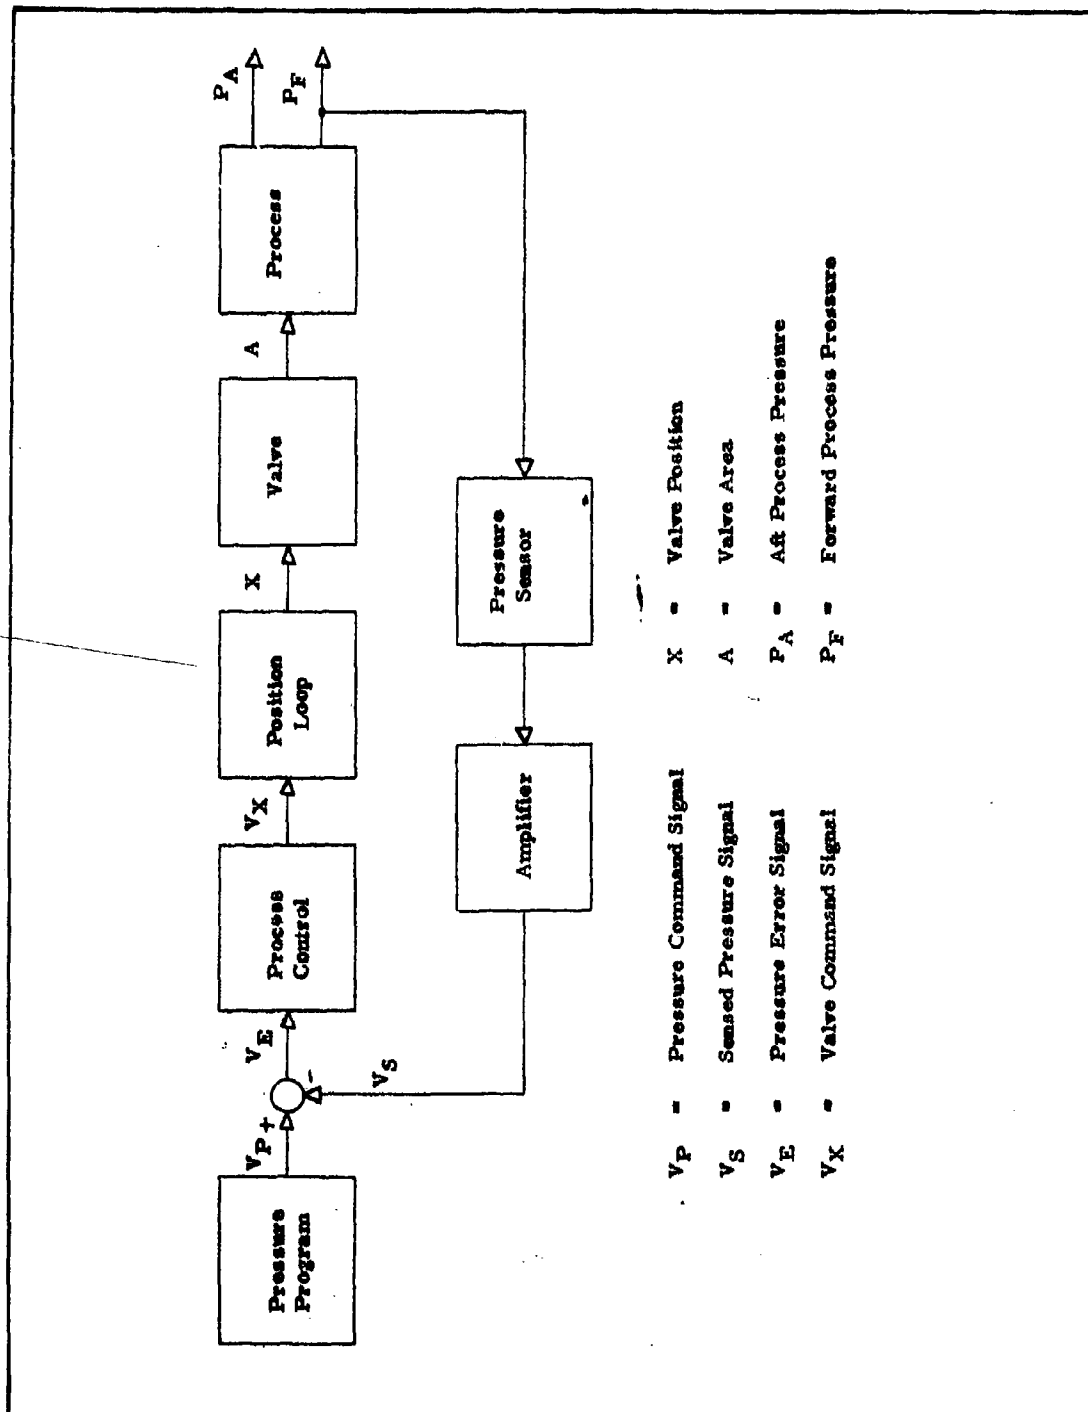 Pressure
Program
V_P +
V_E
-
Process
Control
V_X
Position
Loop
X
Valve
A
Process
P_A
P_F
V_S
Amplifier
Pressure
Sensor
V_P = Pressure Command Signal
V_S = Sensed Pressure Signal
V_E = Pressure Error Signal
V_X = Valve Command Signal
X = Valve Position
A = Valve Area
P_A = Aft Process Pressure
P_F = Forward Process Pressure